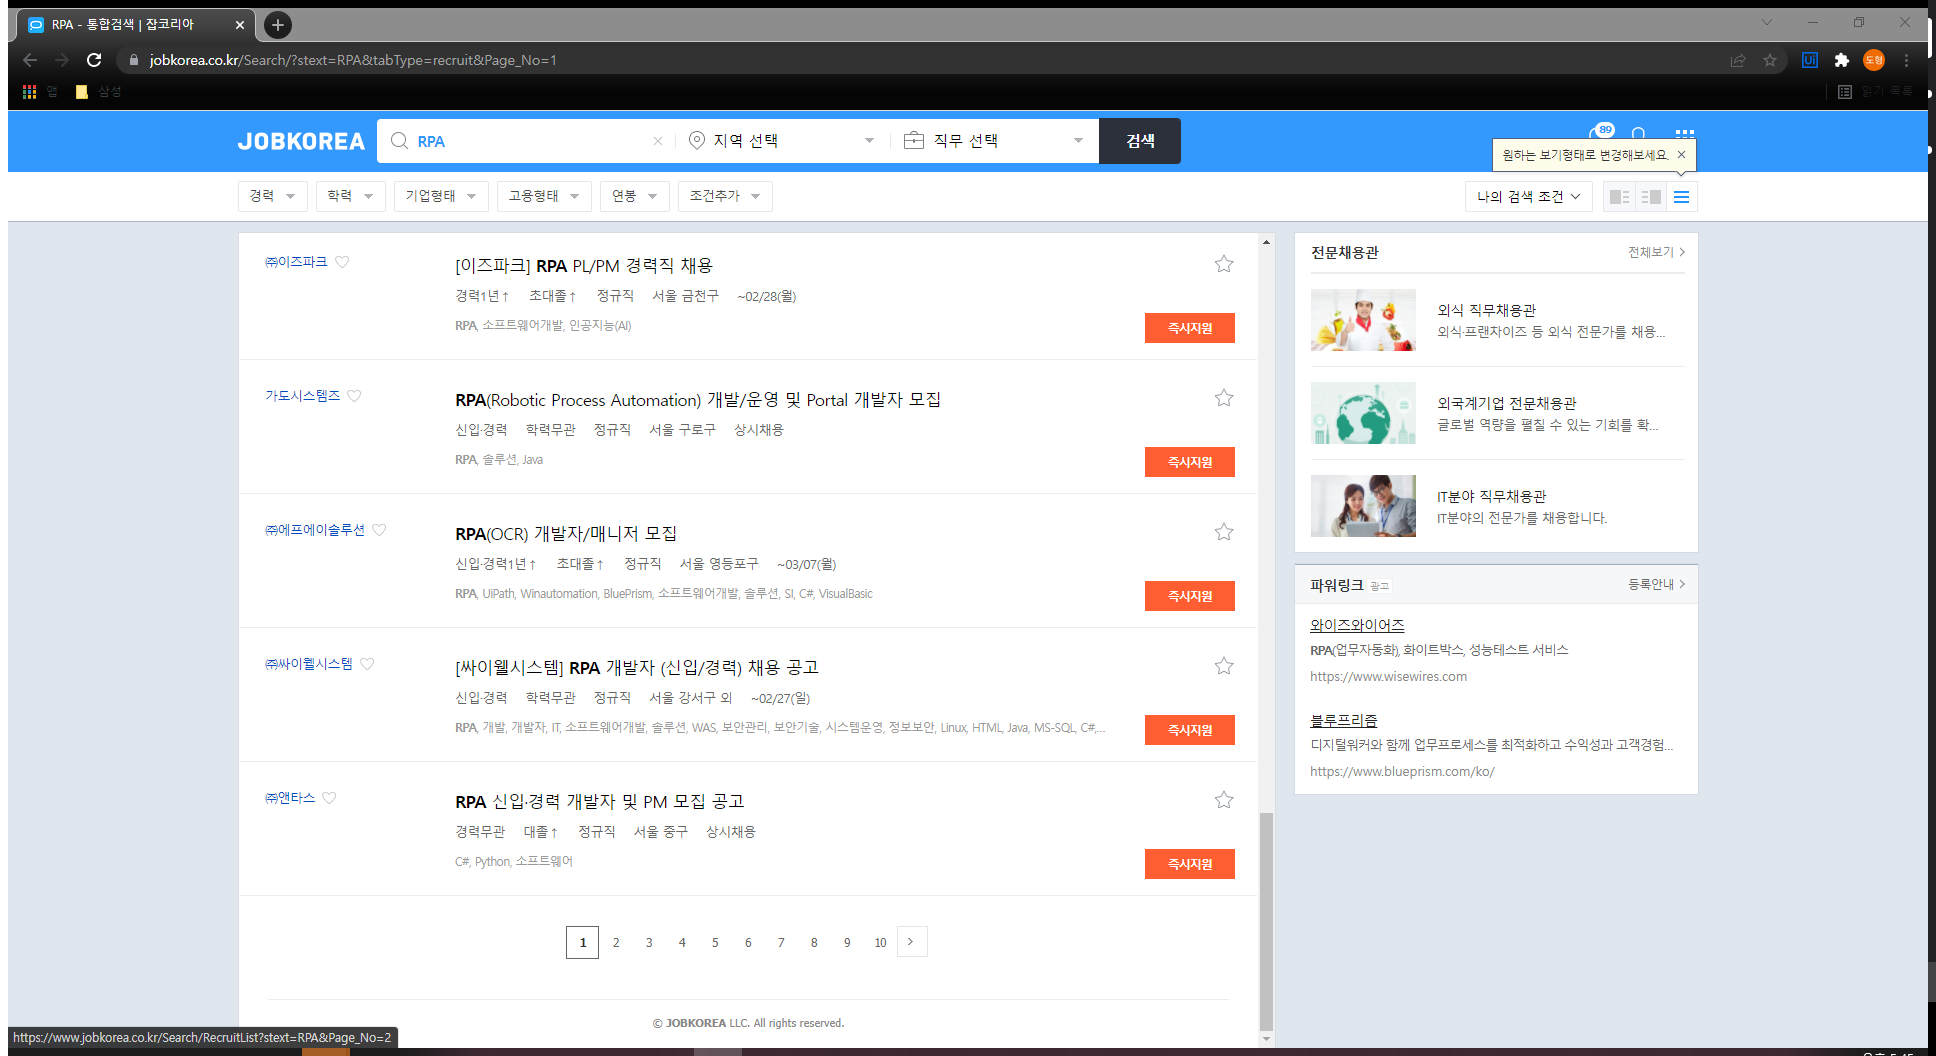 RPA - 통합검색 | 잡코리아
jobkorea.co.kr/Search/?stext=RPA&tabType=recruit&Page_No=1
Ui
도형
앱
삼성
읽기 목록
JOBKOREA
RPA
지역 선택
직무 선택
검색
89
원하는 보기형태로 변경해보세요.
경력
학력
기업형태
고용형태
연봉
조건추가
나의 검색 조건
㈜이즈파크
[이즈파크] RPA PL/PM 경력직 채용
경력1년↑ 초대졸↑ 정규직 서울 금천구 ~02/28(월)
RPA, 소프트웨어개발, 인공지능(AI)
즉시지원
가도시스템즈
RPA(Robotic Process Automation) 개발/운영 및 Portal 개발자 모집
신입·경력 학력무관 정규직 서울 구로구 상시채용
RPA, 솔루션, Java
즉시지원
㈜에프에이솔루션
RPA(OCR) 개발자/매니저 모집
신입·경력1년↑ 초대졸↑ 정규직 서울 영등포구 ~03/07(월)
RPA, UiPath, Winautomation, BluePrism, 소프트웨어개발, 솔루션, SI, C#, VisualBasic
즉시지원
㈜싸이웰시스템
[싸이웰시스템] RPA 개발자 (신입/경력) 채용 공고
신입·경력 학력무관 정규직 서울 강서구 외 ~02/27(일)
RPA, 개발, 개발자, IT, 소프트웨어개발, 솔루션, WAS, 보안관리, 보안기술, 시스템운영, 정보보안, Linux, HTML, Java, MS-SQL, C#,...
즉시지원
㈜앤타스
RPA 신입·경력 개발자 및 PM 모집 공고
경력무관 대졸↑ 정규직 서울 중구 상시채용
C#, Python, 소프트웨어
즉시지원
1 2 3 4 5 6 7 8 9 10
© JOBKOREA LLC. All rights reserved.
전문채용관
전체보기
외식 직무채용관
외식·프랜차이즈 등 외식 전문가를 채용...
외국계기업 전문채용관
글로벌 역량을 펼칠 수 있는 기회를 확...
IT분야 직무채용관
IT분야의 전문가를 채용합니다.
파워링크 광고
등록안내
와이즈와이어즈
RPA(업무자동화), 화이트박스, 성능테스트 서비스
https://www.wisewires.com
블루프리즘
디지털워커와 함께 업무프로세스를 최적화하고 수익성과 고객경험...
https://www.blueprism.com/ko/
https://www.jobkorea.co.kr/Search/RecruitList?stext=RPA&Page_No=2